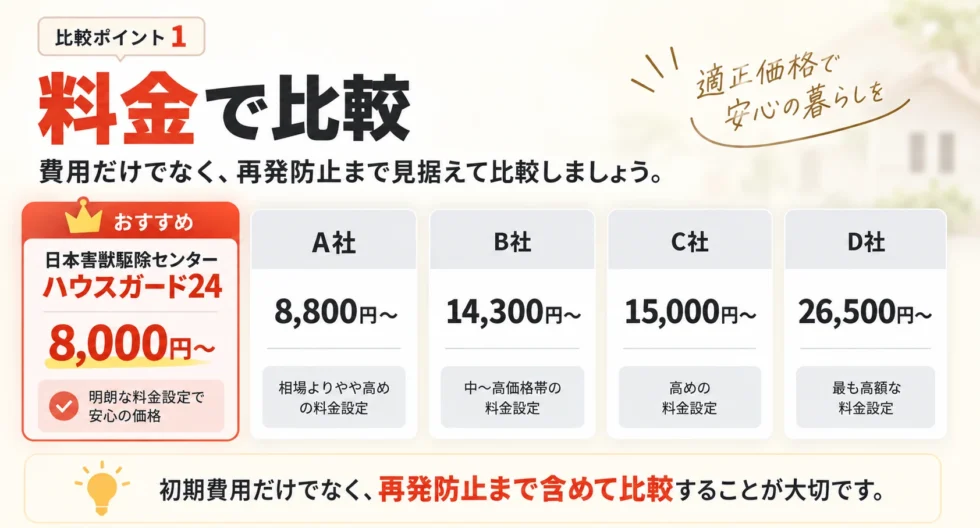 比較ポイント1
料金で比較
適正価格で
安心の暮らしを
費用だけでなく、再発防止まで見据えて比較しましょう。
おすすめ
日本害獣駆除センター
ハウスガード24
8,000円〜
明朗な料金設定で
安心の価格
A社
8,800円〜
相場よりやや高め
の料金設定
B社
14,300円〜
中〜高価格帯の
料金設定
C社
15,000円〜
高めの
料金設定
D社
26,500円〜
最も高額な
料金設定
初期費用だけでなく、再発防止まで含めて比較することが大切です。